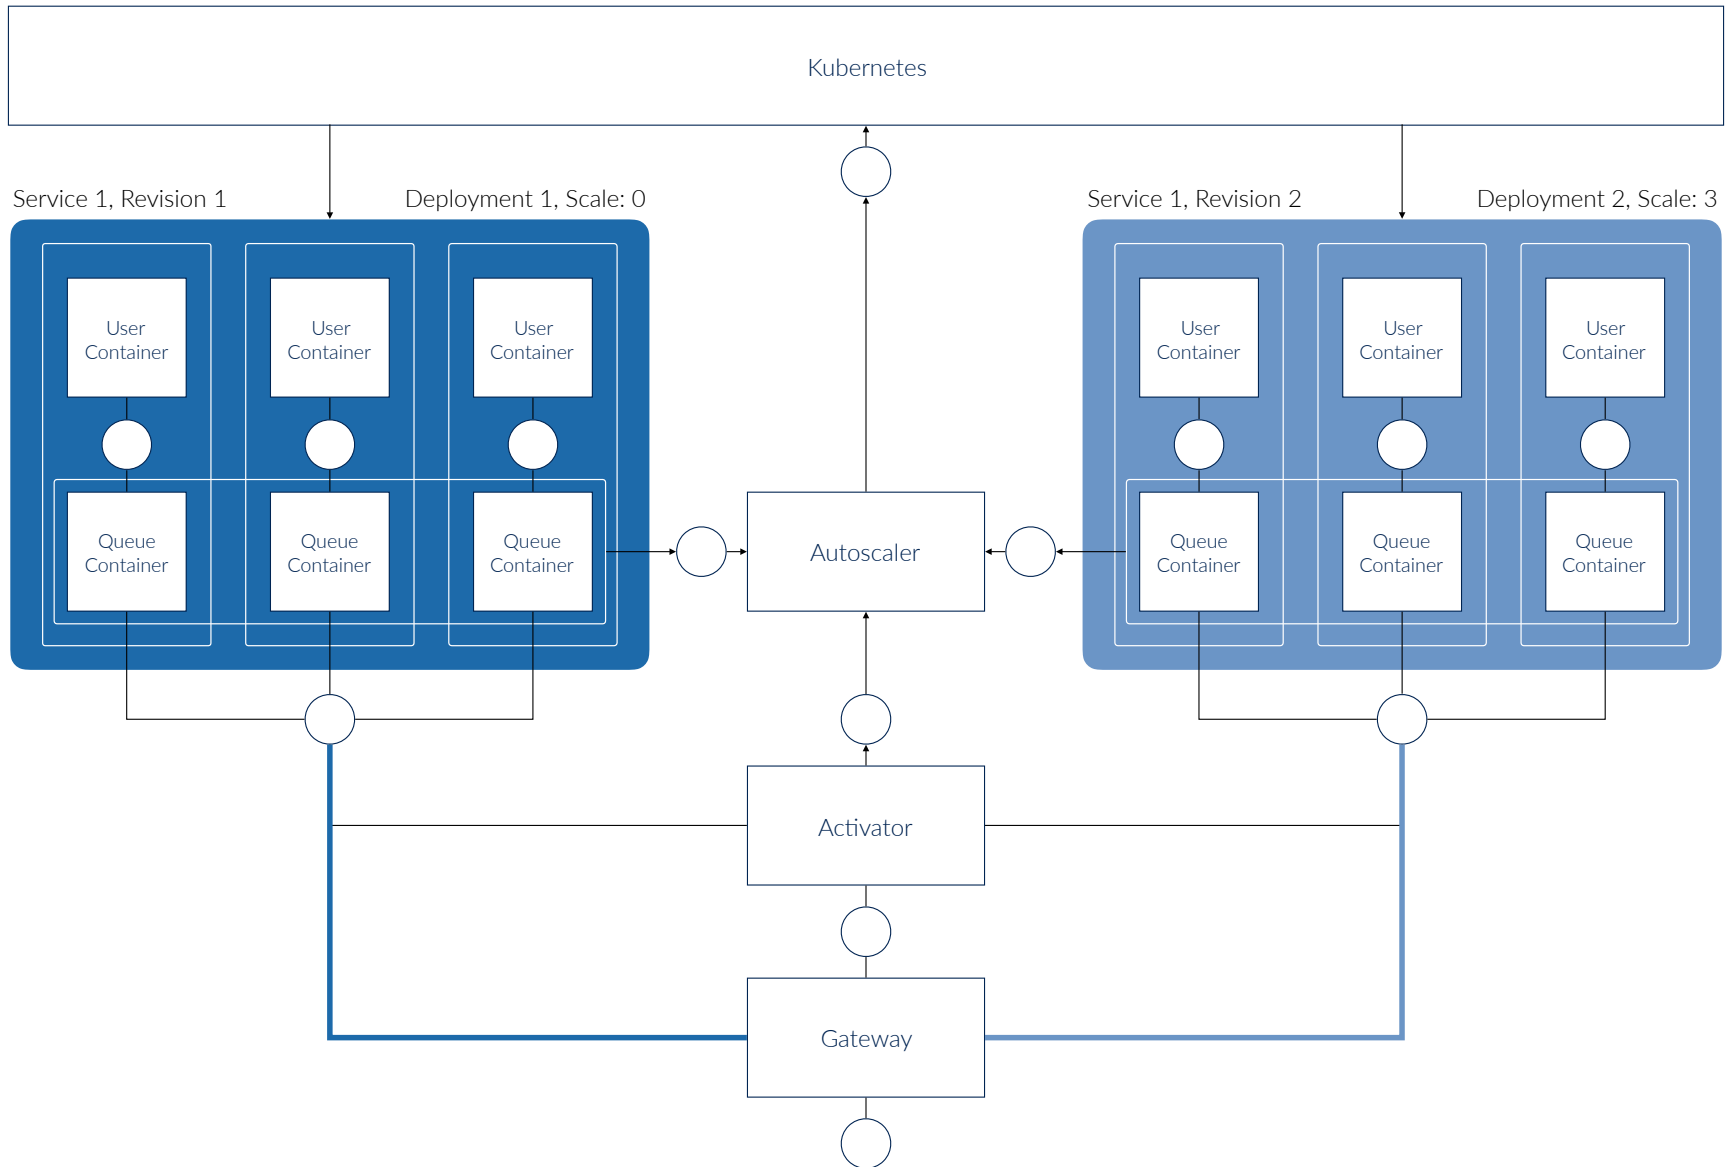 Kubernetes
Service 1, Revision 1
Deployment 1, Scale: 0
Service 1, Revision 2
Deployment 2, Scale: 3
User
Container
User
Container
User
Container
User
Container
User
Container
User
Container
Queue
Container
Queue
Container
Queue
Container
Autoscaler
Queue
Container
Queue
Container
Queue
Container
Activator
Gateway